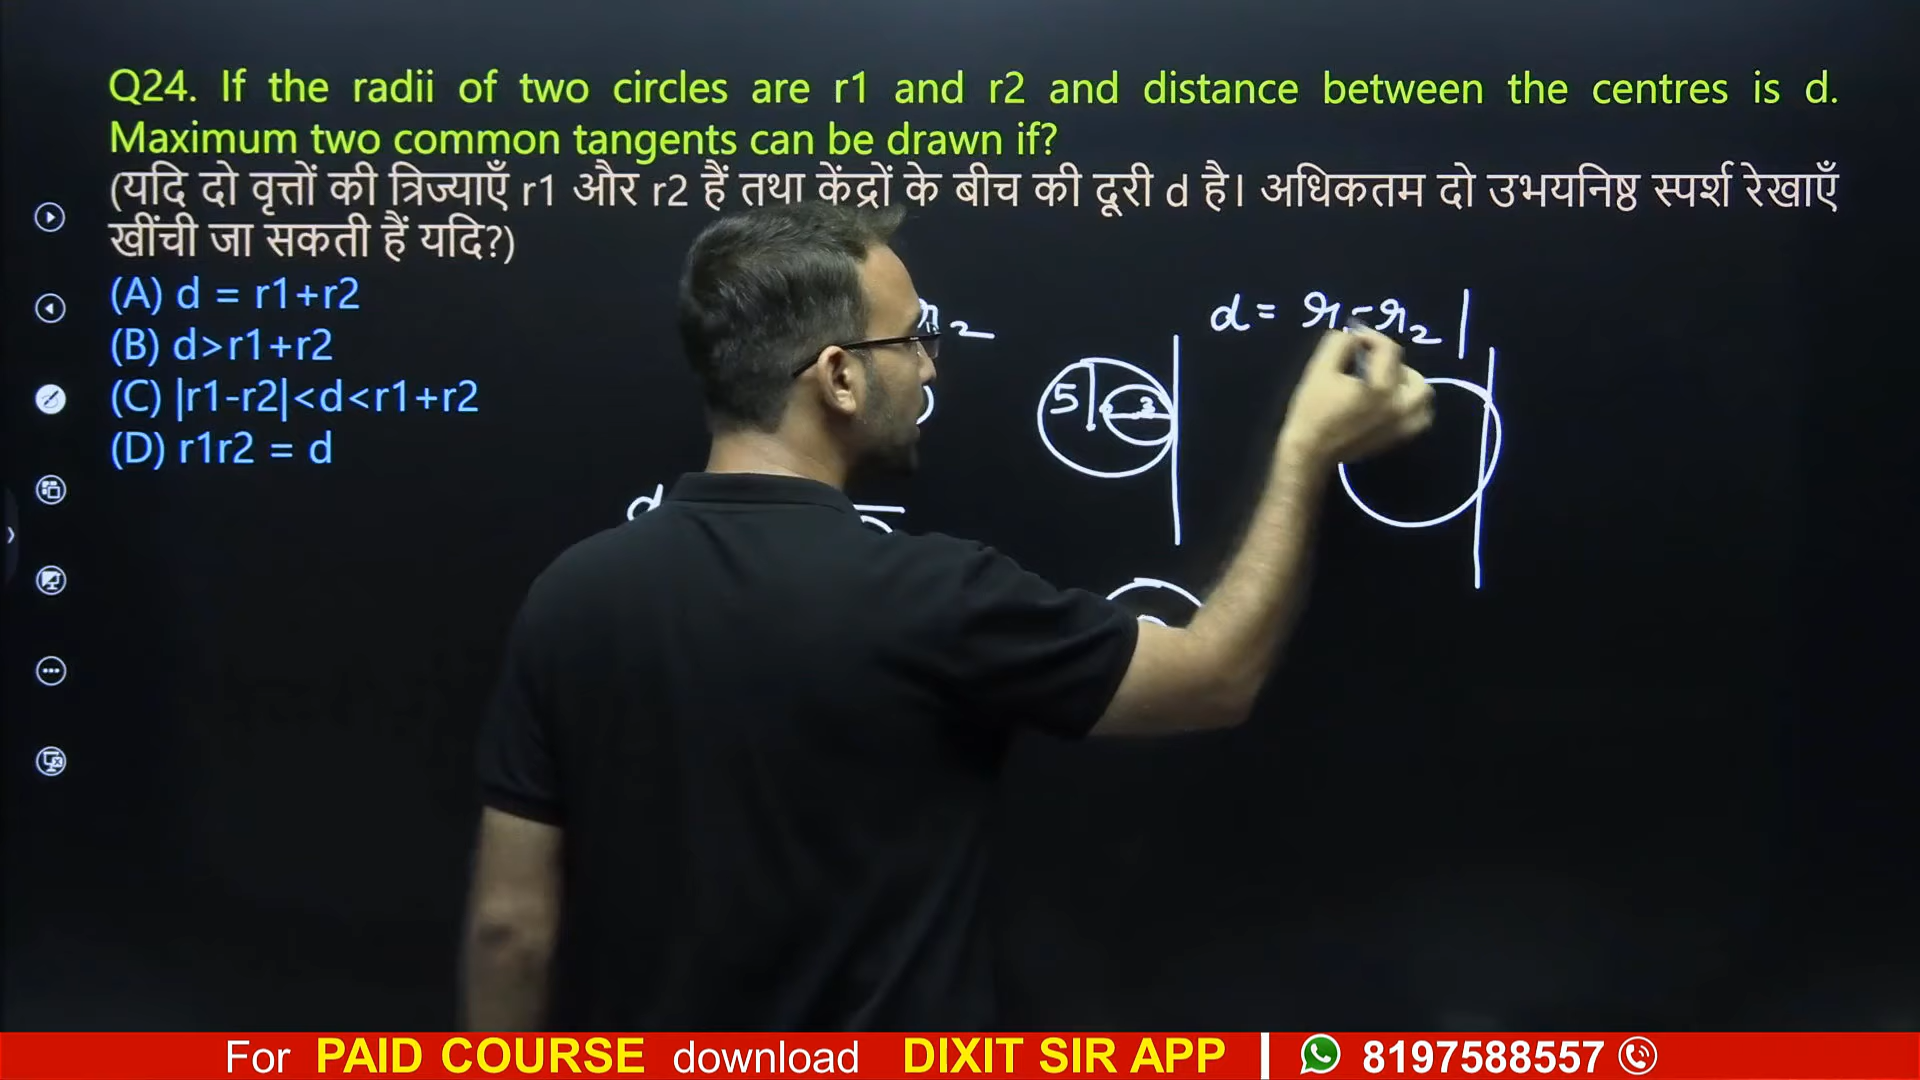 Q24. If the radii of two circles are r1 and r2 and distance between the centres is d.
Maximum two common tangents can be drawn if?
(यदि दो वृत्तों की त्रिज्याएँ r1 और r2 हैं तथा केंद्रों के बीच की दूरी d है। अधिकतम दो उभयनिष्ठ स्पर्श रेखाएँ
खींची जा सकती हैं यदि?)
(A) d = r1+r2
(B) d>r1+r2
(C) |r1-r2|<d<r1+r2
(D) r1r2 = d
d = r1-r2
5
3
d
For PAID COURSE download DIXIT SIR APP | 8197588557